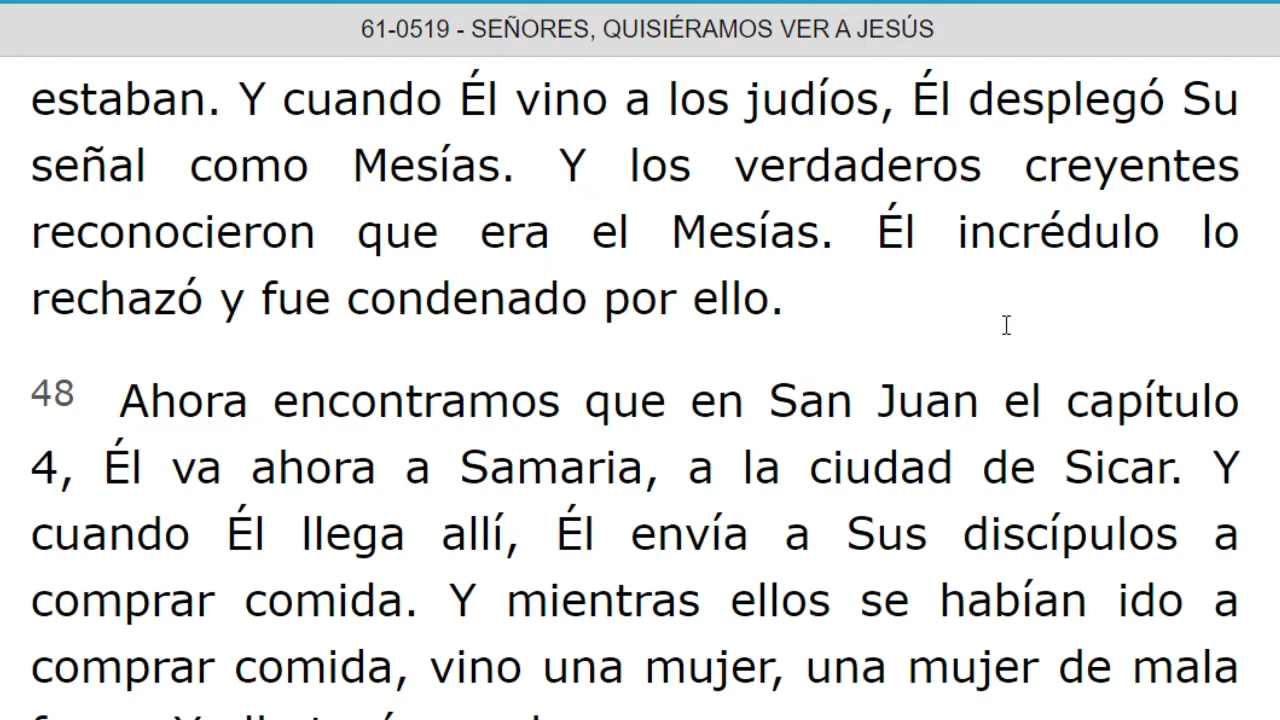 61-0519 - SEÑORES, QUISIÉRAMOS VER A JESÚS
estaban. Y cuando Él vino a los judíos, Él desplegó Su
señal como Mesías. Y los verdaderos creyentes
reconocieron que era el Mesías. Él incrédulo lo
rechazó y fue condenado por ello.
48 Ahora encontramos que en San Juan el capítulo
4, Él va ahora a Samaria, a la ciudad de Sicar. Y
cuando Él llega allí, Él envía a Sus discípulos a
comprar comida. Y mientras ellos se habían ido a
comprar comida, vino una mujer, una mujer de mala